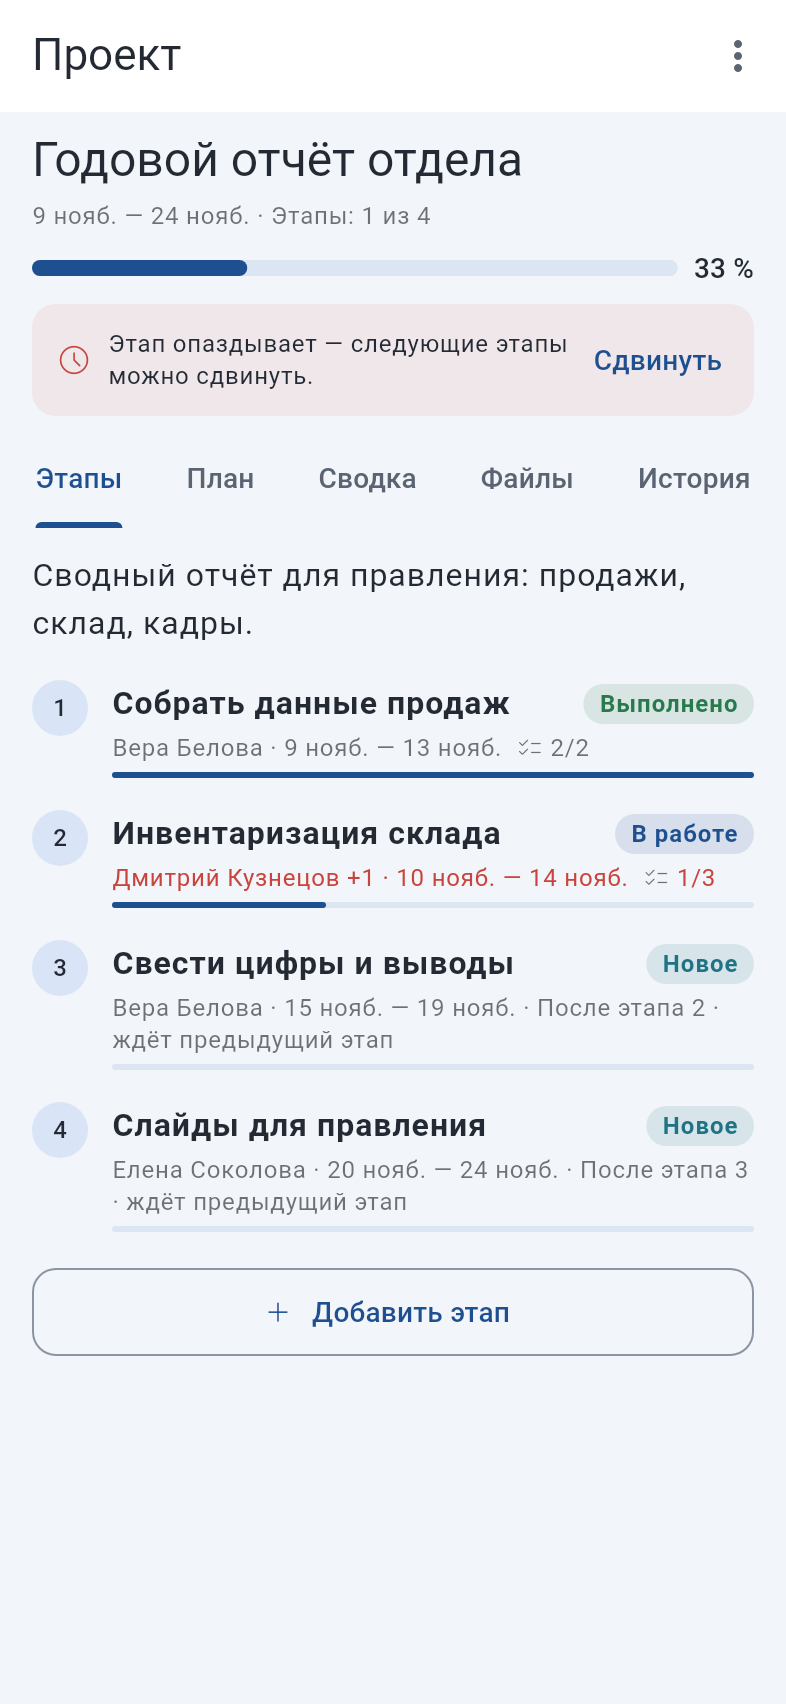 Проект
Годовой отчёт отдела
9 нояб. — 24 нояб. · Этапы: 1 из 4
33 %
Этап опаздывает — следующие этапы
можно сдвинуть.
Сдвинуть
Этапы План Сводка Файлы История
Сводный отчёт для правления: продажи,
склад, кадры.
1 Собрать данные продаж Выполнено
Вера Белова · 9 нояб. — 13 нояб. 2/2
2 Инвентаризация склада В работе
Дмитрий Кузнецов +1 · 10 нояб. — 14 нояб. 1/3
3 Свести цифры и выводы Новое
Вера Белова · 15 нояб. — 19 нояб. · После этапа 2 ·
ждёт предыдущий этап
4 Слайды для правления Новое
Елена Соколова · 20 нояб. — 24 нояб. · После этапа 3
· ждёт предыдущий этап
+ Добавить этап